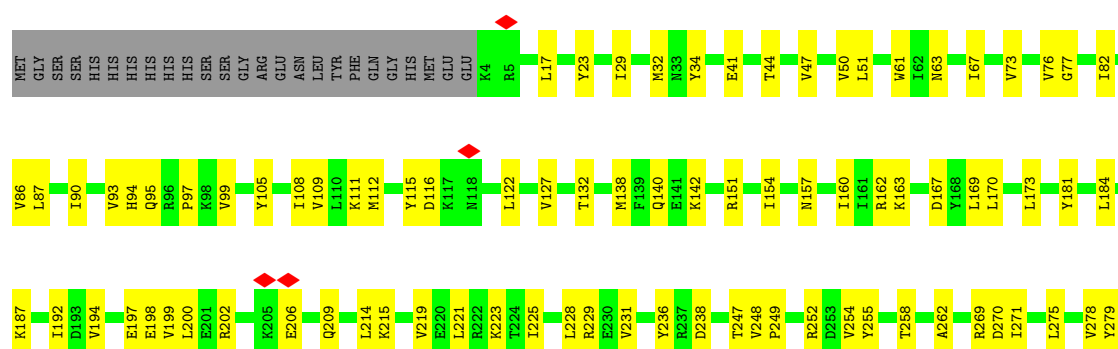 MET GLY SER SER HIS HIS HIS HIS HIS HIS SER SER GLY ARG GLU ASN LEU TYR PHE GLN GLY HIS MET GLU GLU K4 R5 L17 Y23 I29 M32 N33 Y34 E41 T44 V47 V50 L51 W61 I62 N63 I67 V73 V76 G77 I82
V86 L87 I90 V93 H94 Q95 R96 P97 K98 V99 Y105 I108 V109 L110 K111 M112 Y115 D116 K117 N118 L122 V127 T132 M138 F139 Q140 E141 K142 R151 I154 N157 I160 I161 R162 K163 D167 Y168 L169 L170 L173 Y181 L184
K187 I192 D193 V194 E197 E198 V199 L200 E201 R202 K205 E206 Q209 L214 K215 V219 E220 L221 R222 K223 T224 I225 L228 R229 E230 V231 Y236 R237 D238 T247 V248 P249 R252 D253 V254 Y255 T258 A262 R269 D270 I271 L275 V278 Y279